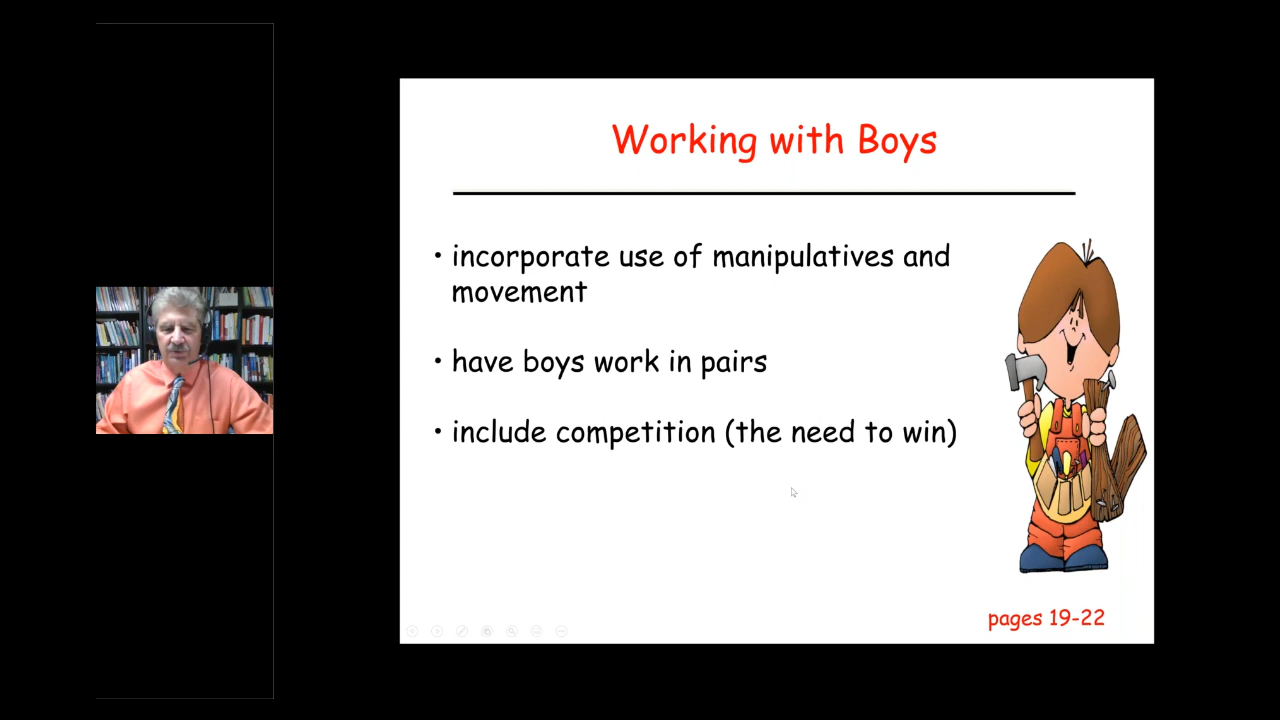 Working with Boys
• incorporate use of manipulatives and
movement
• have boys work in pairs
• include competition (the need to win)
pages 19-22